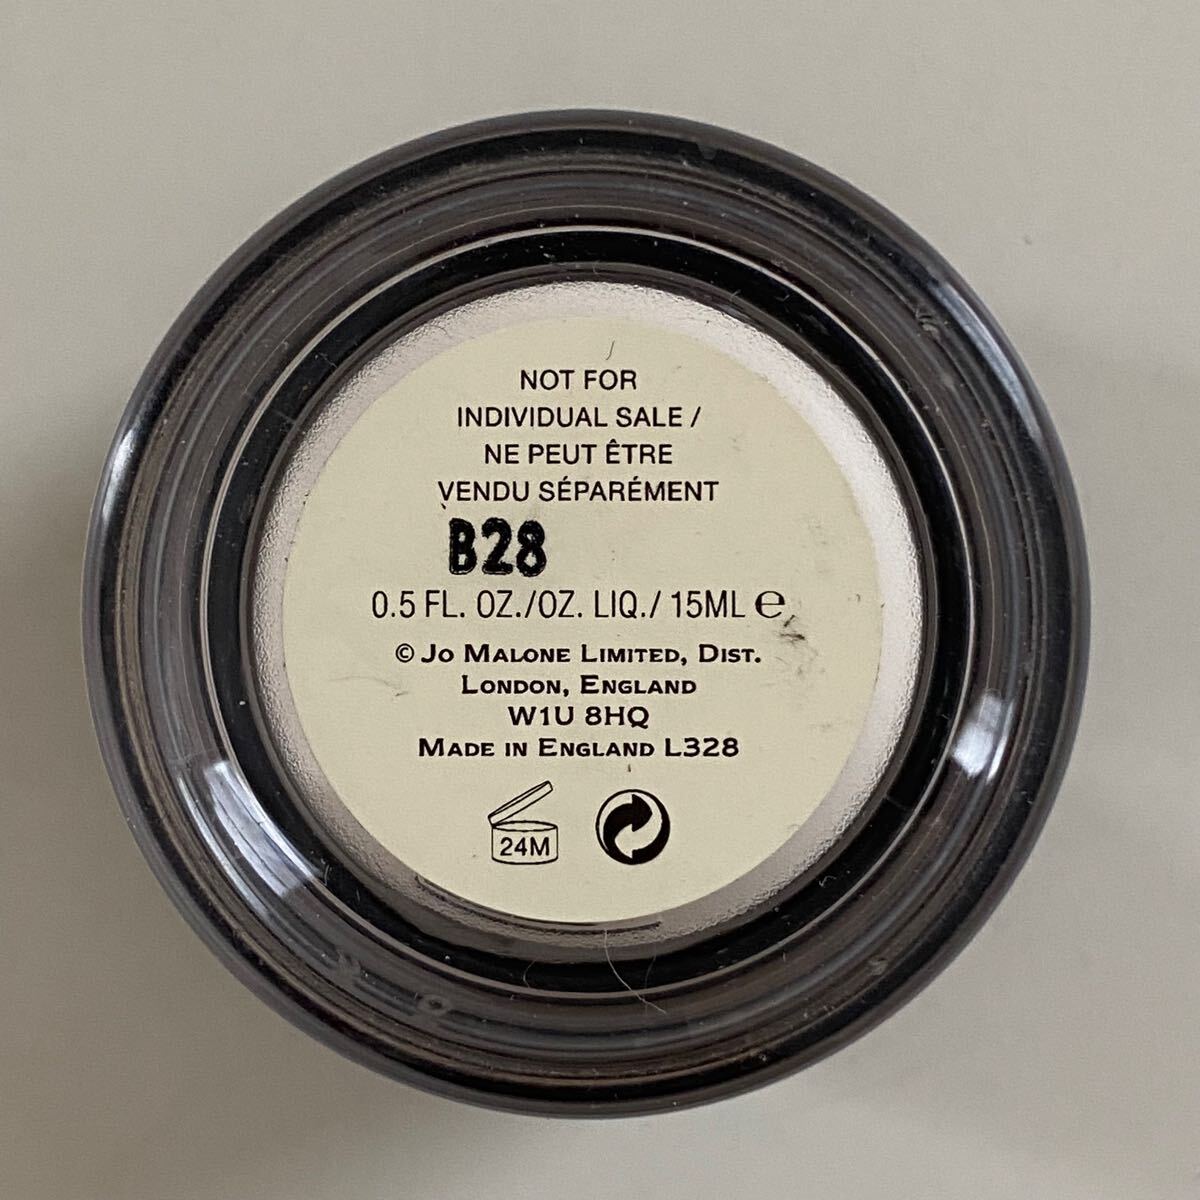 NOT FOR
INDIVIDUAL SALE /
NE PEUT ÊTRE
VENDU SÉPARÉMENT
B28
0.5 FL. OZ./OZ. LIQ./ 15ML e
© JO MALONE LIMITED, DIST.
LONDON, ENGLAND
W1U 8HQ
MADE IN ENGLAND L328
24M